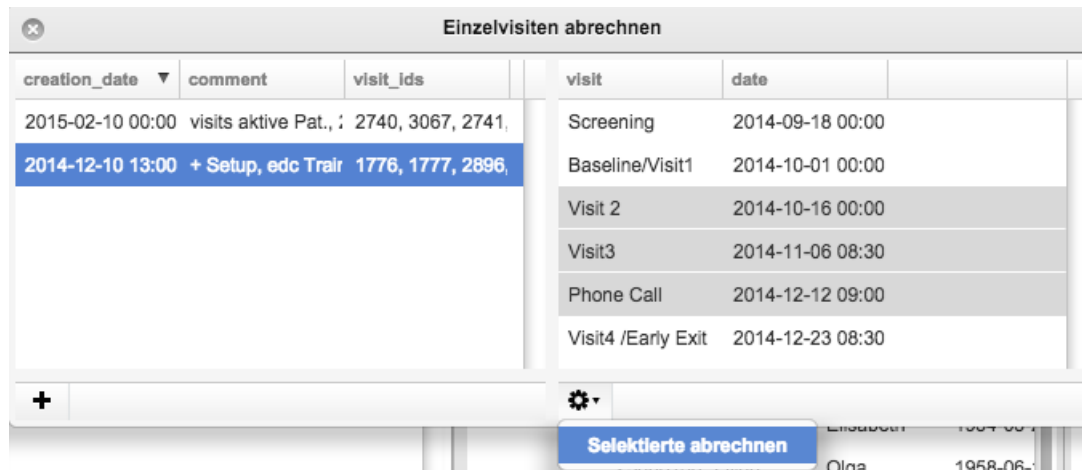 Einzelvisiten abrechnen
creation_date ▼ comment visit_ids visit date
2015-02-10 00:00 visits aktive Pat., 2740, 3067, 2741, Screening 2014-09-18 00:00
2014-12-10 13:00 + Setup, edc Train 1776, 1777, 2896, Baseline/Visit1 2014-10-01 00:00
Visit 2 2014-10-16 00:00
Visit3 2014-11-06 08:30
Phone Call 2014-12-12 09:00
Visit4 /Early Exit 2014-12-23 08:30
Selektierte abrechnen
Olga 1958-06-